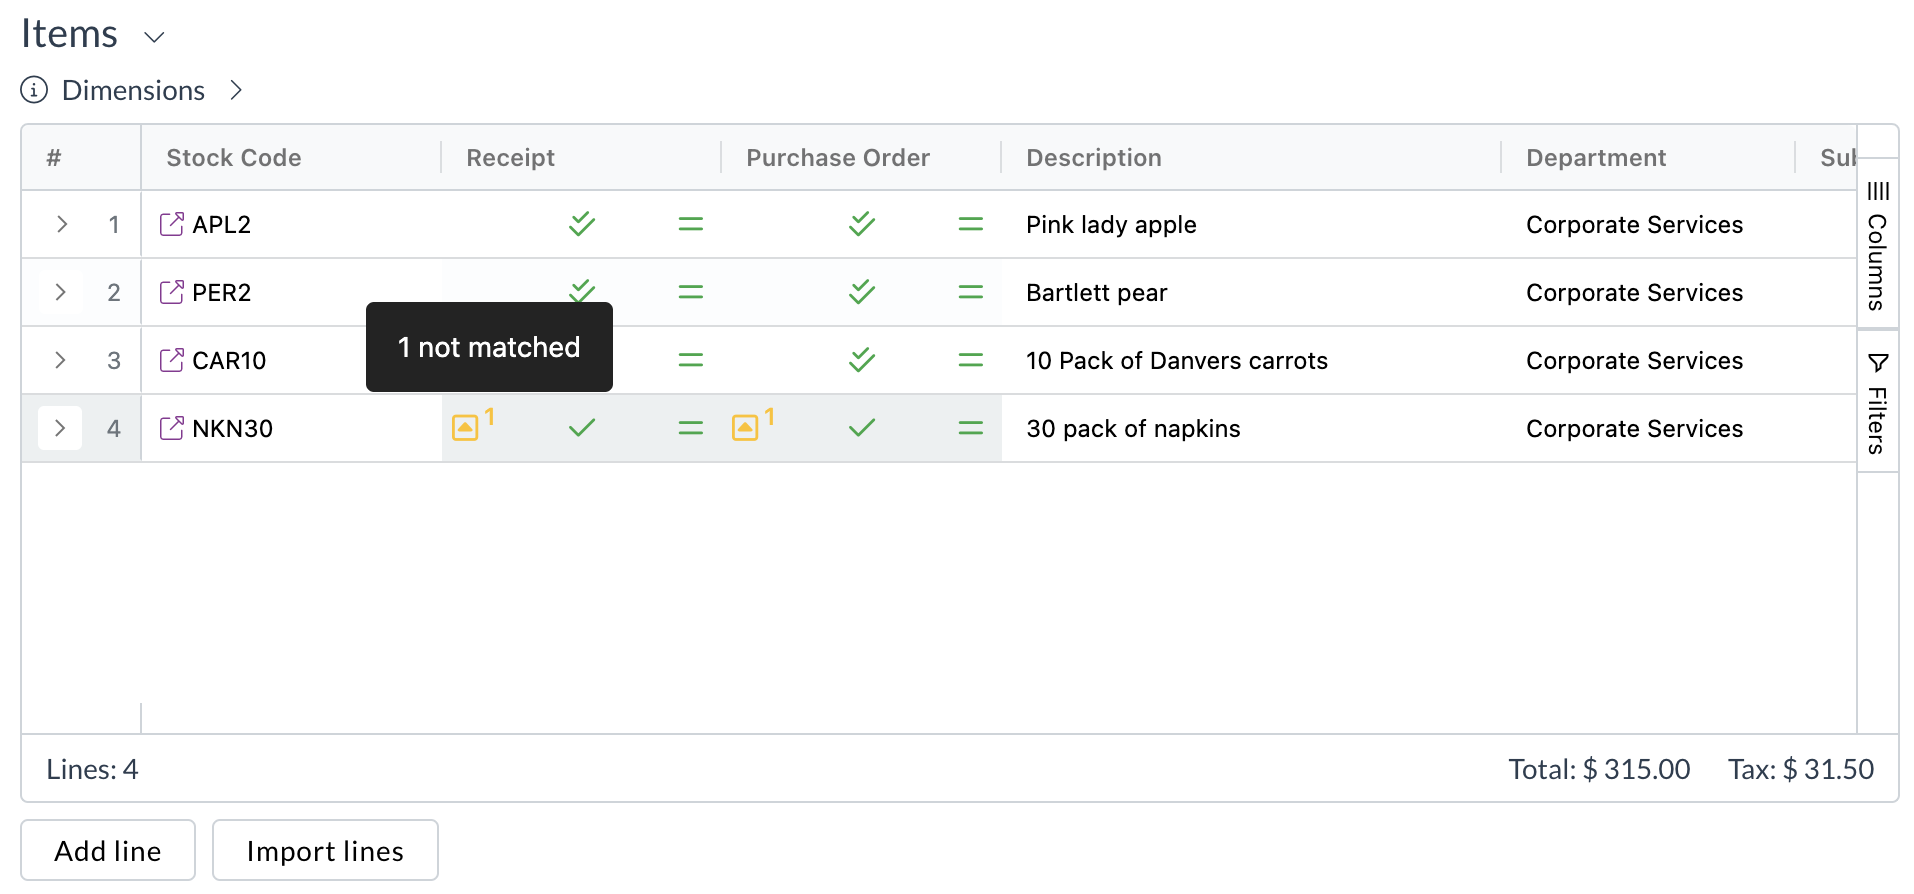 Items
Dimensions
# Stock Code Receipt Purchase Order Description Department Sub
1 APL2 Pink lady apple Corporate Services
2 PER2 Bartlett pear Corporate Services
1 not matched
3 CAR10 10 Pack of Danvers carrots Corporate Services
4 NKN30 1 1 30 pack of napkins Corporate Services
Columns
Filters
Lines: 4 Total: $ 315.00 Tax: $ 31.50
Add line Import lines